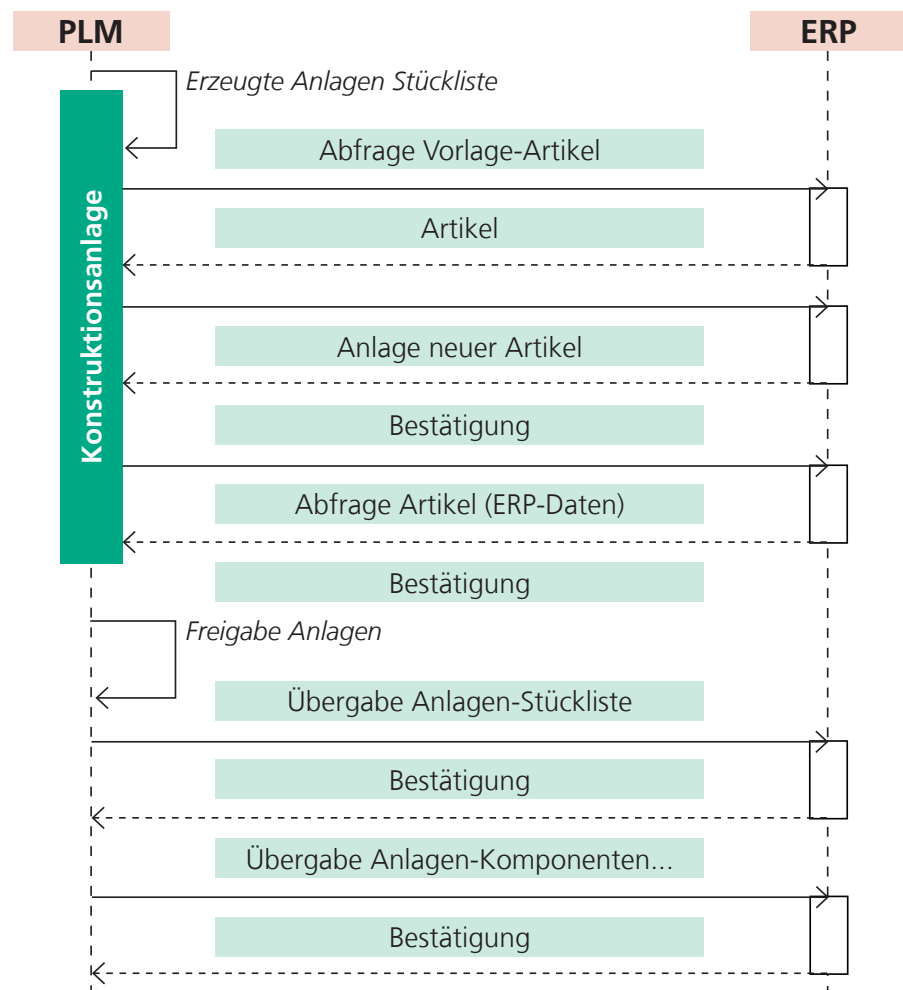 PLM
ERP
Erzeugte Anlagen Stückliste
Abfrage Vorlage-Artikel
Artikel
Konstruktionsanlage
Anlage neuer Artikel
Bestätigung
Abfrage Artikel (ERP-Daten)
Bestätigung
Freigabe Anlagen
Übergabe Anlagen-Stückliste
Bestätigung
Übergabe Anlagen-Komponenten...
Bestätigung